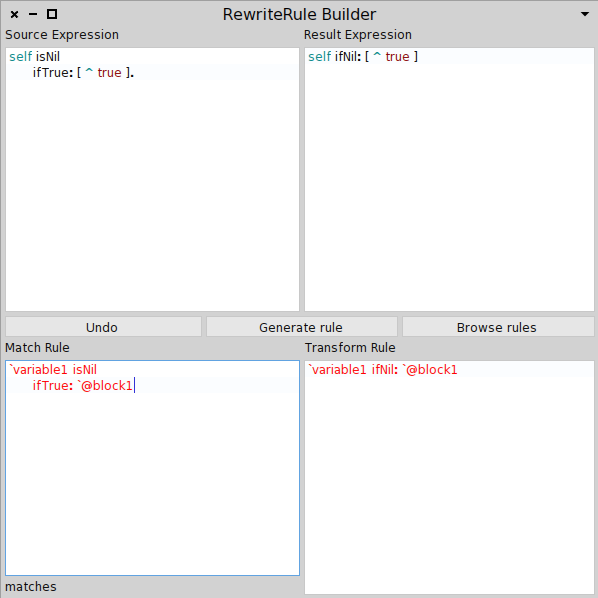 RewriteRule Builder
Source Expression
Result Expression
self isNil
ifTrue: [ ^ true ].
self ifNil: [ ^ true ]
Undo
Generate rule
Browse rules
Match Rule
Transform Rule
`variable1 isNil
ifTrue: `@block1
`variable1 ifNil: `@block1
matches